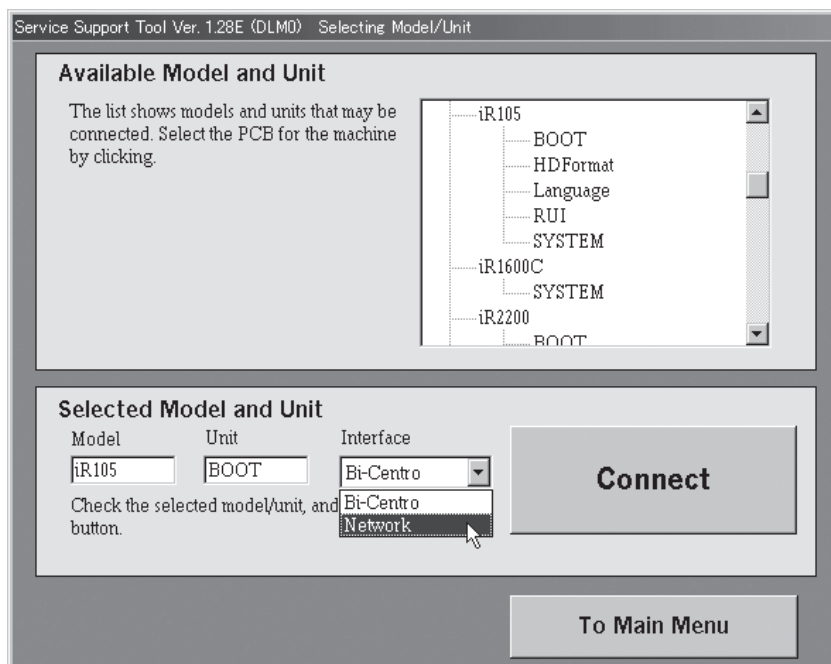 Service Support Tool Ver. 1.28E (DLM0) Selecting Model/Unit
Available Model and Unit
The list shows models and units that may be
connected. Select the PCB for the machine
by clicking.
iR105
BOOT
HDFormat
Language
RUI
SYSTEM
iR1600C
SYSTEM
iR2200
BOOT
Selected Model and Unit
Model Unit Interface
iR105 BOOT Bi-Centro
Check the selected model/unit, and
button.
Bi-Centro
Network
Connect
To Main Menu